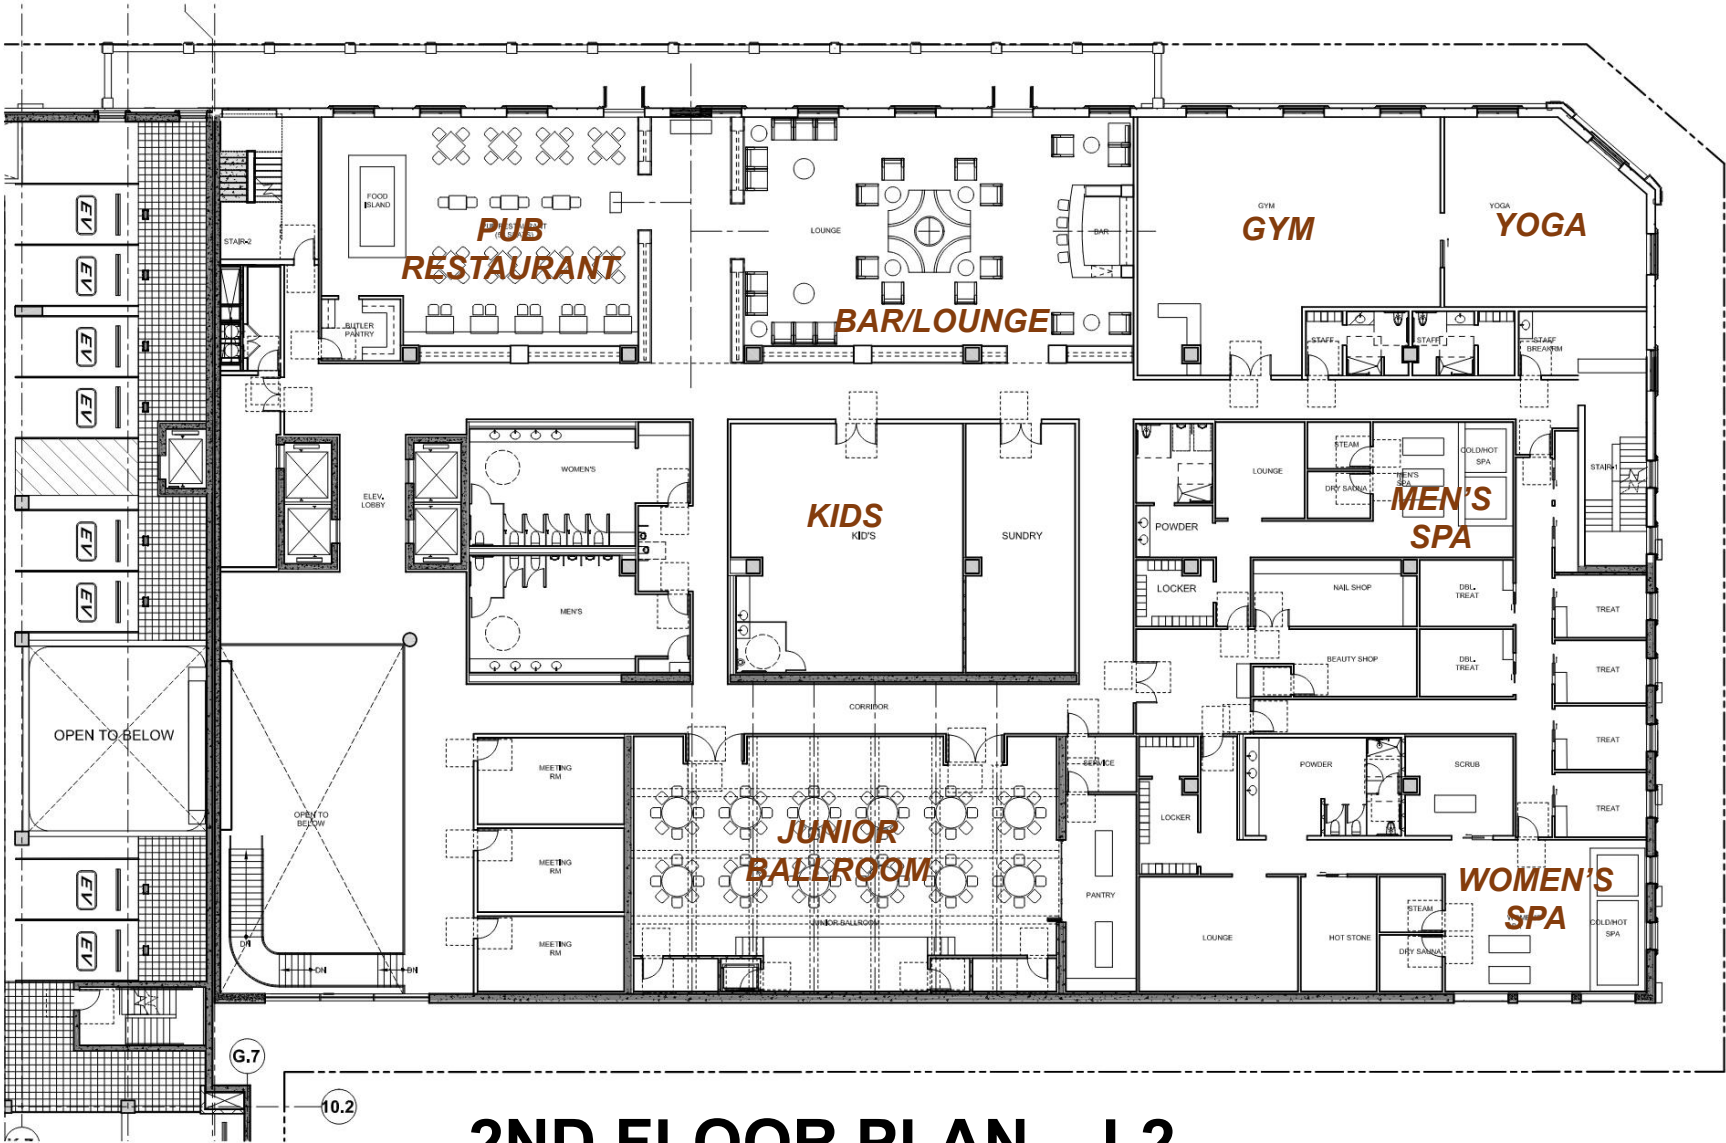 FOOD
ISLAND
PUB
RESTAURANT
STAIR-2
BUTLER
PANTRY
LOUNGE
BAR
BAR/LOUNGE
GYM
GYM
YOGA
YOGA
STAFF
STAFF
STAFF
BREAKRM
EV
EV
EV
EV
EV
EV
EV
EV
ELEV.
LOBBY
WOMEN'S
MEN'S
KIDS
KID'S
SUNDRY
POWDER
LOCKER
LOUNGE
STEAM
DRY SAUNA
MEN'S
SPA
MEN'S
SPA
COLD/HOT
SPA
STAIR-1
NAIL SHOP
DBL.
TREAT
TREAT
BEAUTY SHOP
DBL.
TREAT
TREAT
TREAT
TREAT
OPEN TO BELOW
OPEN TO
BELOW
CORRIDOR
MEETING
RM
MEETING
RM
MEETING
RM
JUNIOR
BALLROOM
JUNIOR BALLROOM
SERVICE
PANTRY
LOCKER
POWDER
SCRUB
LOUNGE
HOT STONE
STEAM
DRY SAUNA
WOMEN'S
SPA
COLD/HOT
SPA
DN
DN
DN
G.7
10.2
2ND FLOOR PLAN - L2